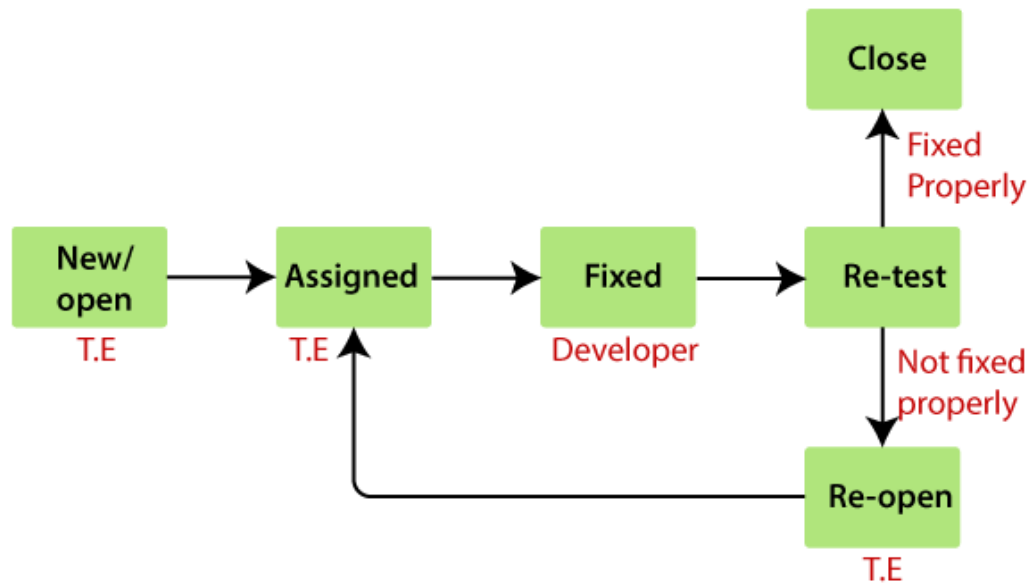 Close
Fixed
Properly
New/
open
Assigned
Fixed
Re-test
T.E
T.E
Developer
Not fixed
properly
Re-open
T.E